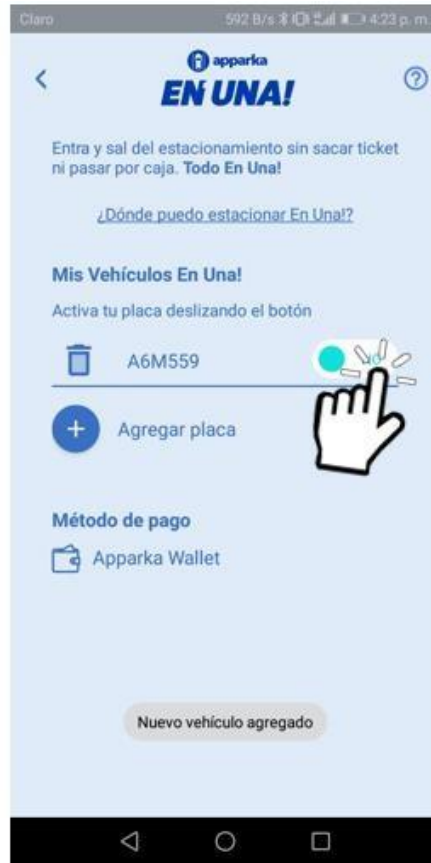 Claro 592 B/s 4:23 p. m.
apparka
EN UNA!
Entra y sal del estacionamiento sin sacar ticket
ni pasar por caja. Todo En Una!
¿Dónde puedo estacionar En Una!?
Mis Vehículos En Una!
Activa tu placa deslizando el botón
A6M559
Agregar placa
Método de pago
Apparka Wallet
Nuevo vehículo agregado